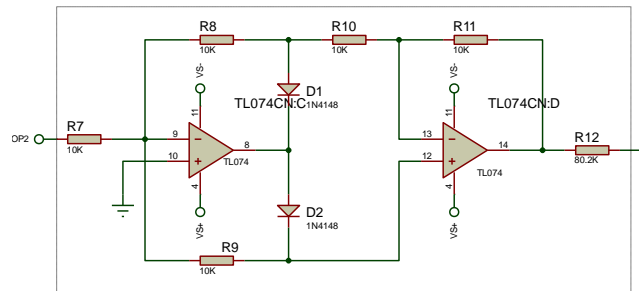 R8
10K
R10
10K
R11
10K
VS-
11
D1
TL074CN:C
1N4148
VS-
11
TL074CN:D
OP2
R7
10K
9
10
8
TL074
4
VS+
13
12
14
TL074
4
VS+
R12
80.2K
D2
1N4148
R9
10K